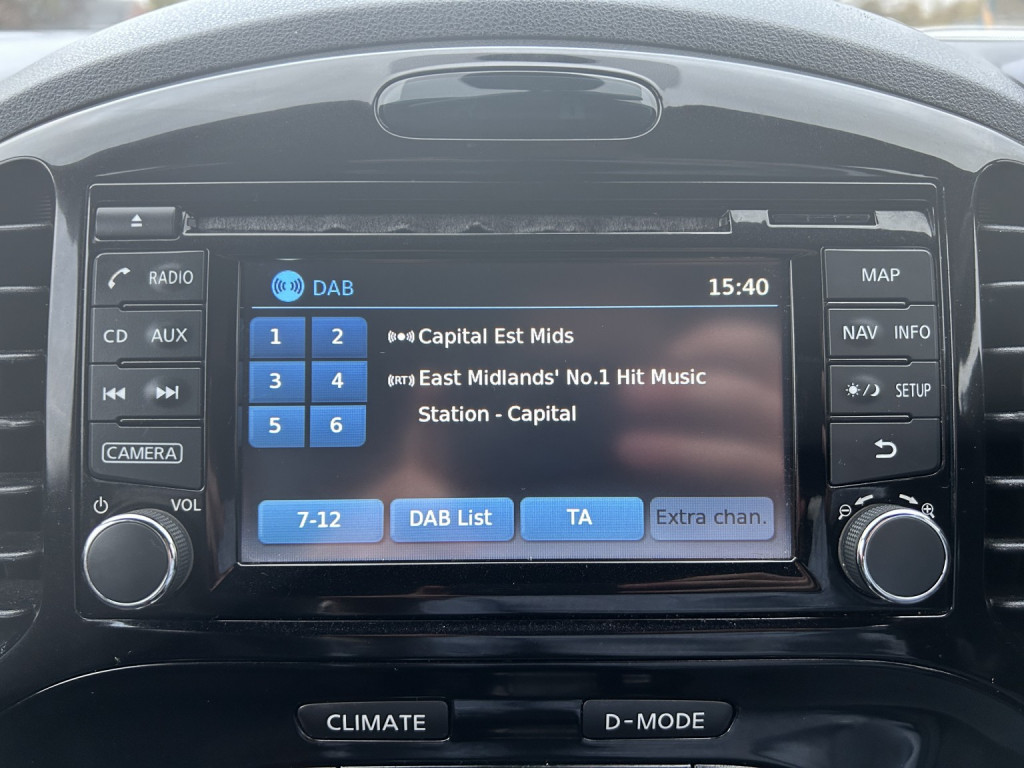 DAB 15:40
1 2
3 4
5 6
Capital Est Mids
(RT) East Midlands' No.1 Hit Music
Station - Capital
7-12 DAB List TA Extra chan.
RADIO
CD AUX
CAMERA
VOL
MAP
NAV INFO
SETUP
CLIMATE D-MODE